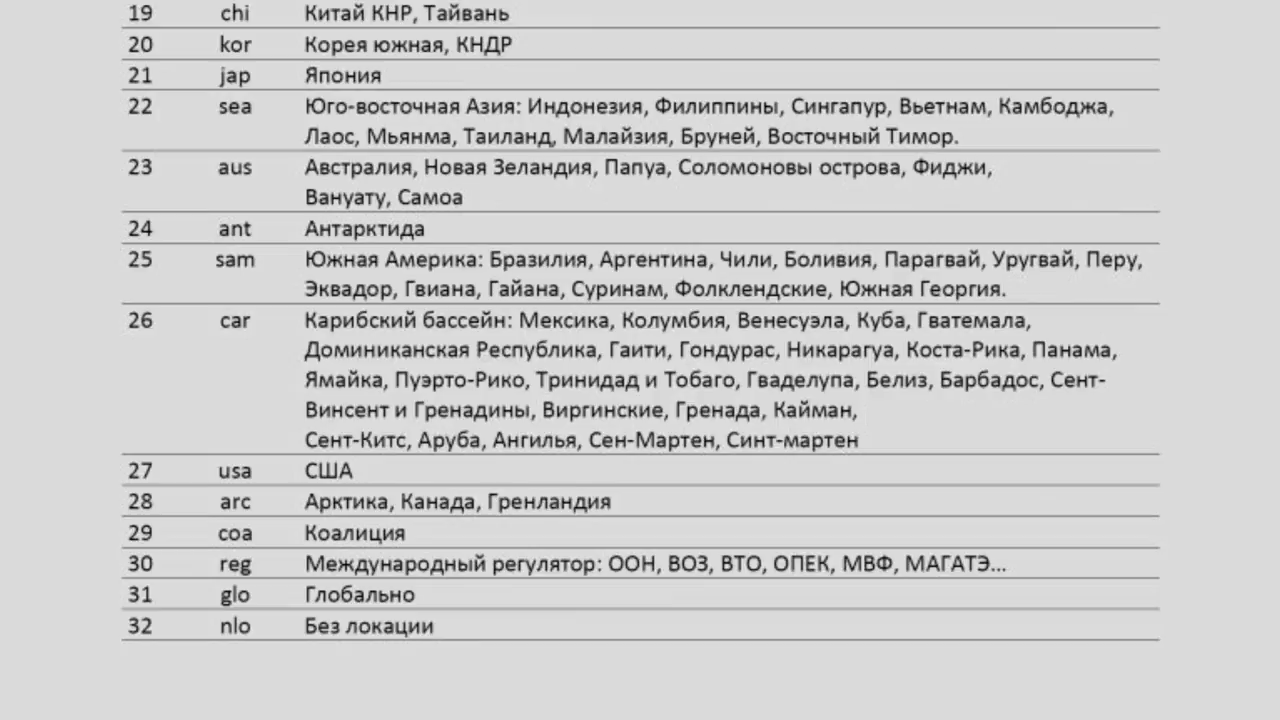 19 chi Китай КНР, Тайвань
20 kor Корея южная, КНДР
21 jap Япония
22 sea Юго-восточная Азия: Индонезия, Филиппины, Сингапур, Вьетнам, Камбоджа,
Лаос, Мьянма, Таиланд, Малайзия, Бруней, Восточный Тимор.
23 aus Австралия, Новая Зеландия, Папуа, Соломоновы острова, Фиджи,
Вануату, Самоа
24 ant Антарктида
25 sam Южная Америка: Бразилия, Аргентина, Чили, Боливия, Парагвай, Уругвай, Перу,
Эквадор, Гвиана, Гайана, Суринам, Фолклендские, Южная Георгия.
26 car Карибский бассейн: Мексика, Колумбия, Венесуэла, Куба, Гватемала,
Доминиканская Республика, Гаити, Гондурас, Никарагуа, Коста-Рика, Панама,
Ямайка, Пуэрто-Рико, Тринидад и Тобаго, Гваделупа, Белиз, Барбадос, Сент-
Винсент и Гренадины, Виргинские, Гренада, Кайман,
Сент-Китс, Аруба, Ангилья, Сен-Мартен, Синт-мартен
27 usa США
28 arc Арктика, Канада, Гренландия
29 coa Коалиция
30 reg Международный регулятор: ООН, ВОЗ, ВТО, ОПЕК, МВФ, МАГАТЭ...
31 glo Глобально
32 nlo Без локации